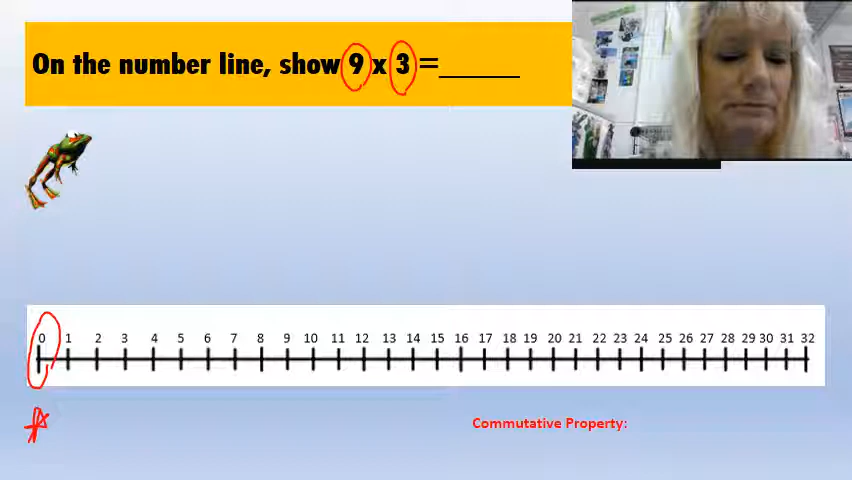 On the number line, show 9 x 3 =______
0 1 2 3 4 5 6 7 8 9 10 11 12 13 14 15 16 17 18 19 20 21 22 23 24 25 26 27 28 29 30 31 32
Commutative Property: